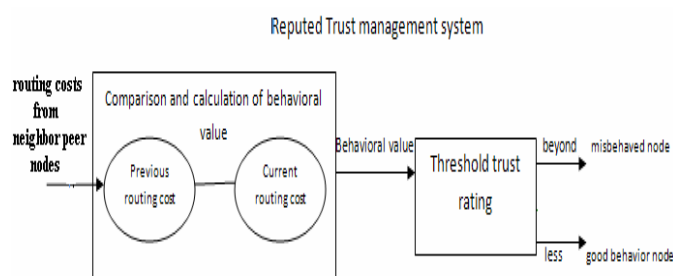 Reputed Trust management system
routing costs
from
neighbor peer
nodes
Comparison and calculation of behavioral
value
Previous
routing cost
Current
routing cost
Behavioral value
Threshold trust
rating
beyond
misbehaved node
less
good behavior node